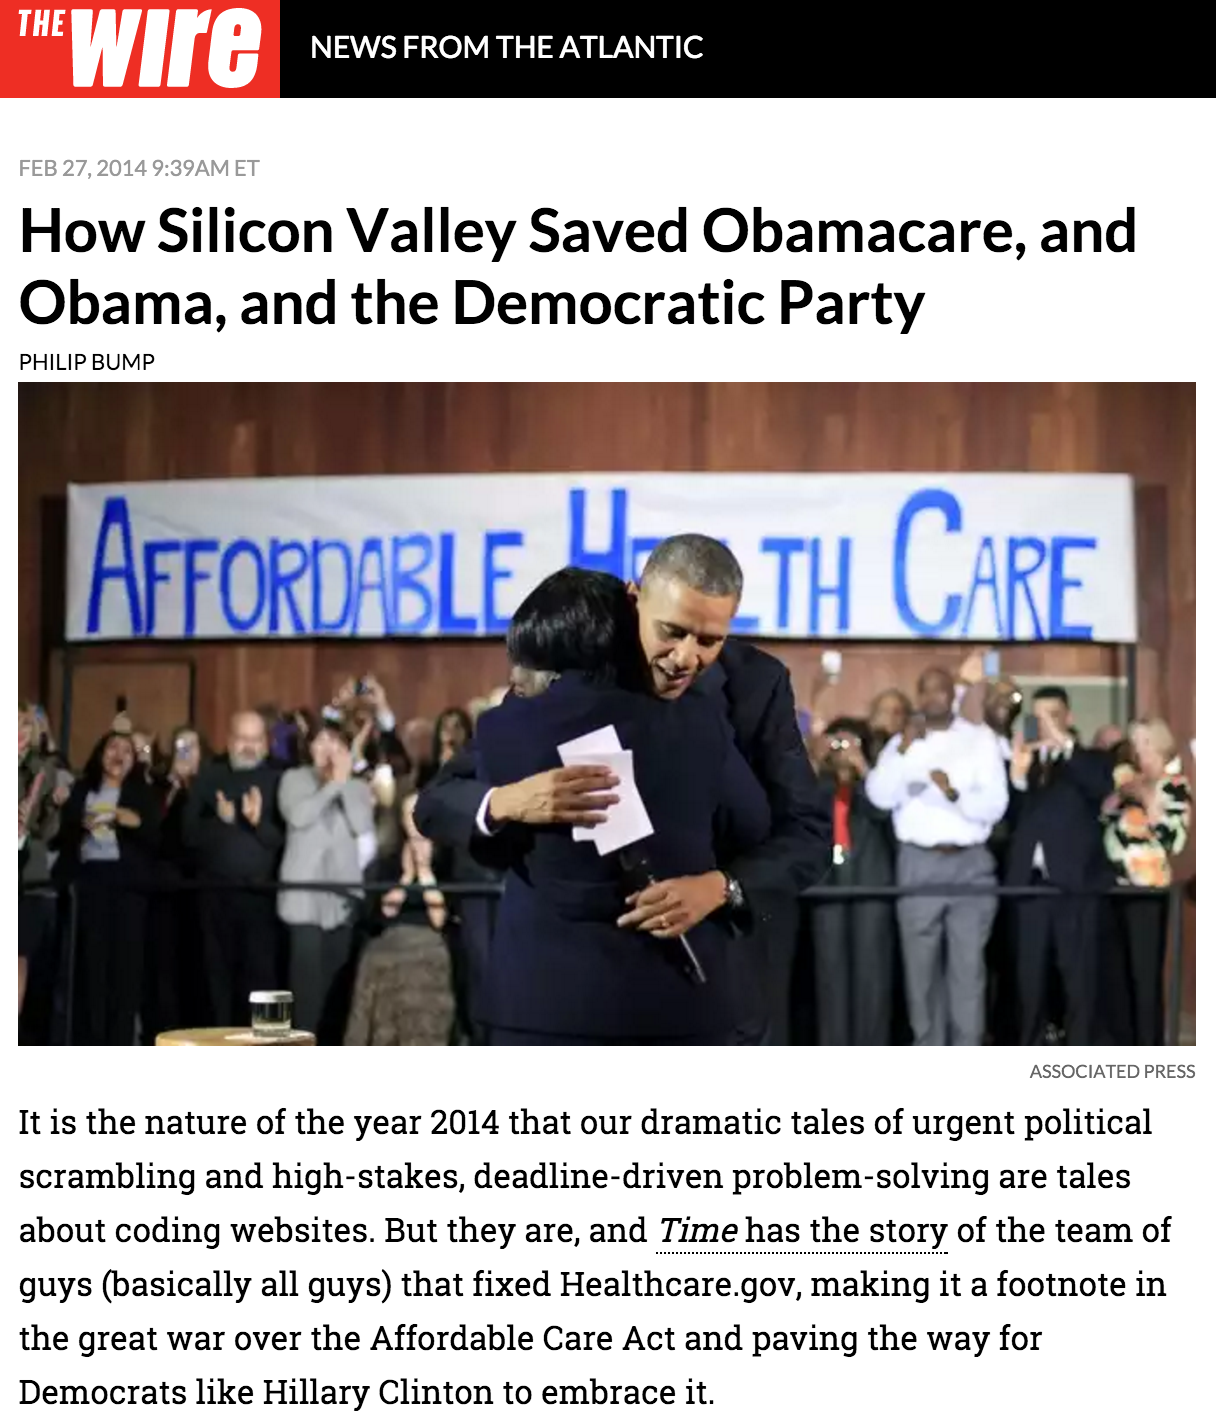 THE WIRE
NEWS FROM THE ATLANTIC
FEB 27, 2014 9:39AM ET
How Silicon Valley Saved Obamacare, and
Obama, and the Democratic Party
PHILIP BUMP
AFFORDABLE CARE
ASSOCIATED PRESS
It is the nature of the year 2014 that our dramatic tales of urgent political
scrambling and high-stakes, deadline-driven problem-solving are tales
about coding websites. But they are, and Time has the story of the team of
guys (basically all guys) that fixed Healthcare.gov, making it a footnote in
the great war over the Affordable Care Act and paving the way for
Democrats like Hillary Clinton to embrace it.